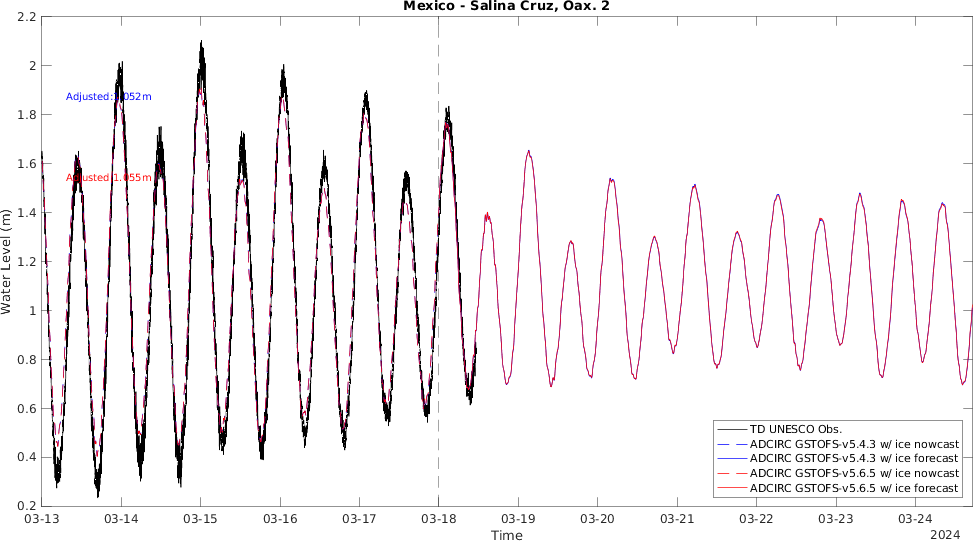 Mexico - Salina Cruz, Oax. 2
2.2
2
1.8
1.6
1.4
1.2
1
0.8
0.6
0.4
0.2
Water Level (m)
Adjusted:1.052m
Adjusted:1.055m
TD UNESCO Obs.
ADCIRC GSTOFS-v5.4.3 w/ ice nowcast
ADCIRC GSTOFS-v5.4.3 w/ ice forecast
ADCIRC GSTOFS-v5.6.5 w/ ice nowcast
ADCIRC GSTOFS-v5.6.5 w/ ice forecast
03-13 03-14 03-15 03-16 03-17 03-18 03-19 03-20 03-21 03-22 03-23 03-24
Time
2024